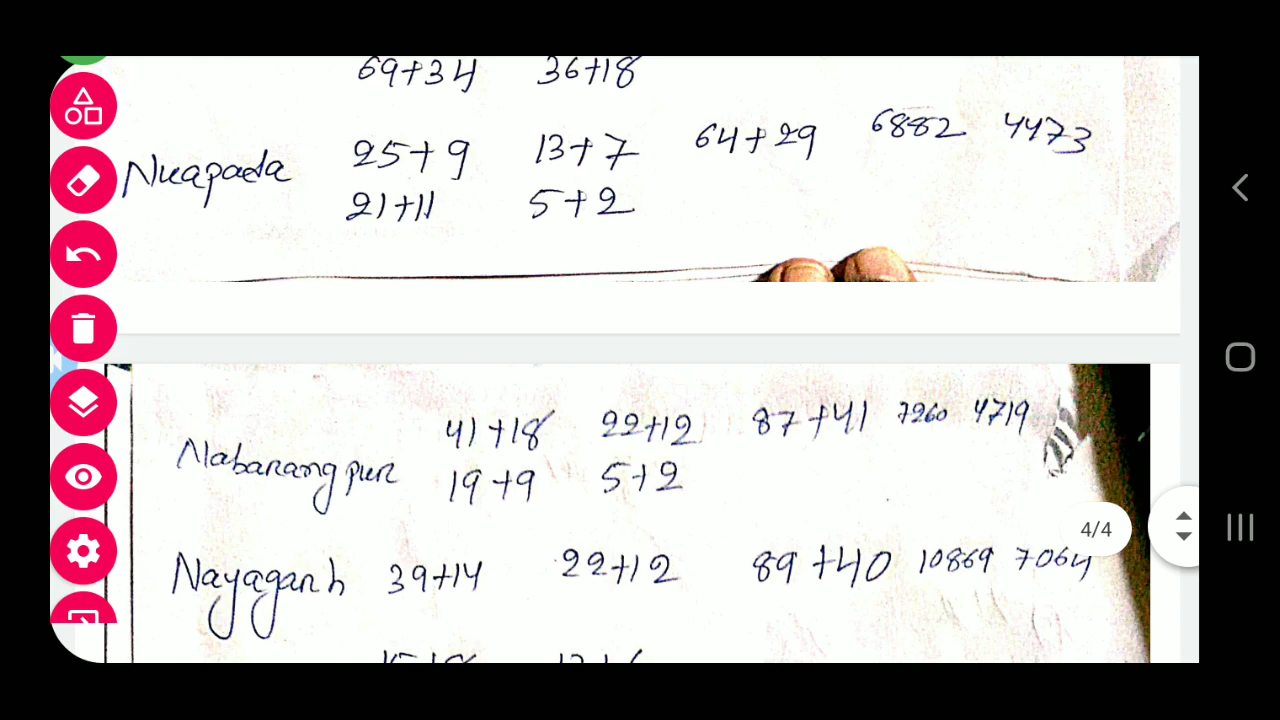 69+34 36+18
Nuapada 25+9 13+7 64+29 6882 4473
21+11 5+2
Nabarangpur 41+18 22+12 87+41 7260 4719
19+9 5+2
4/4
Nayagarh 39+14 22+12 89+40 10869 7064